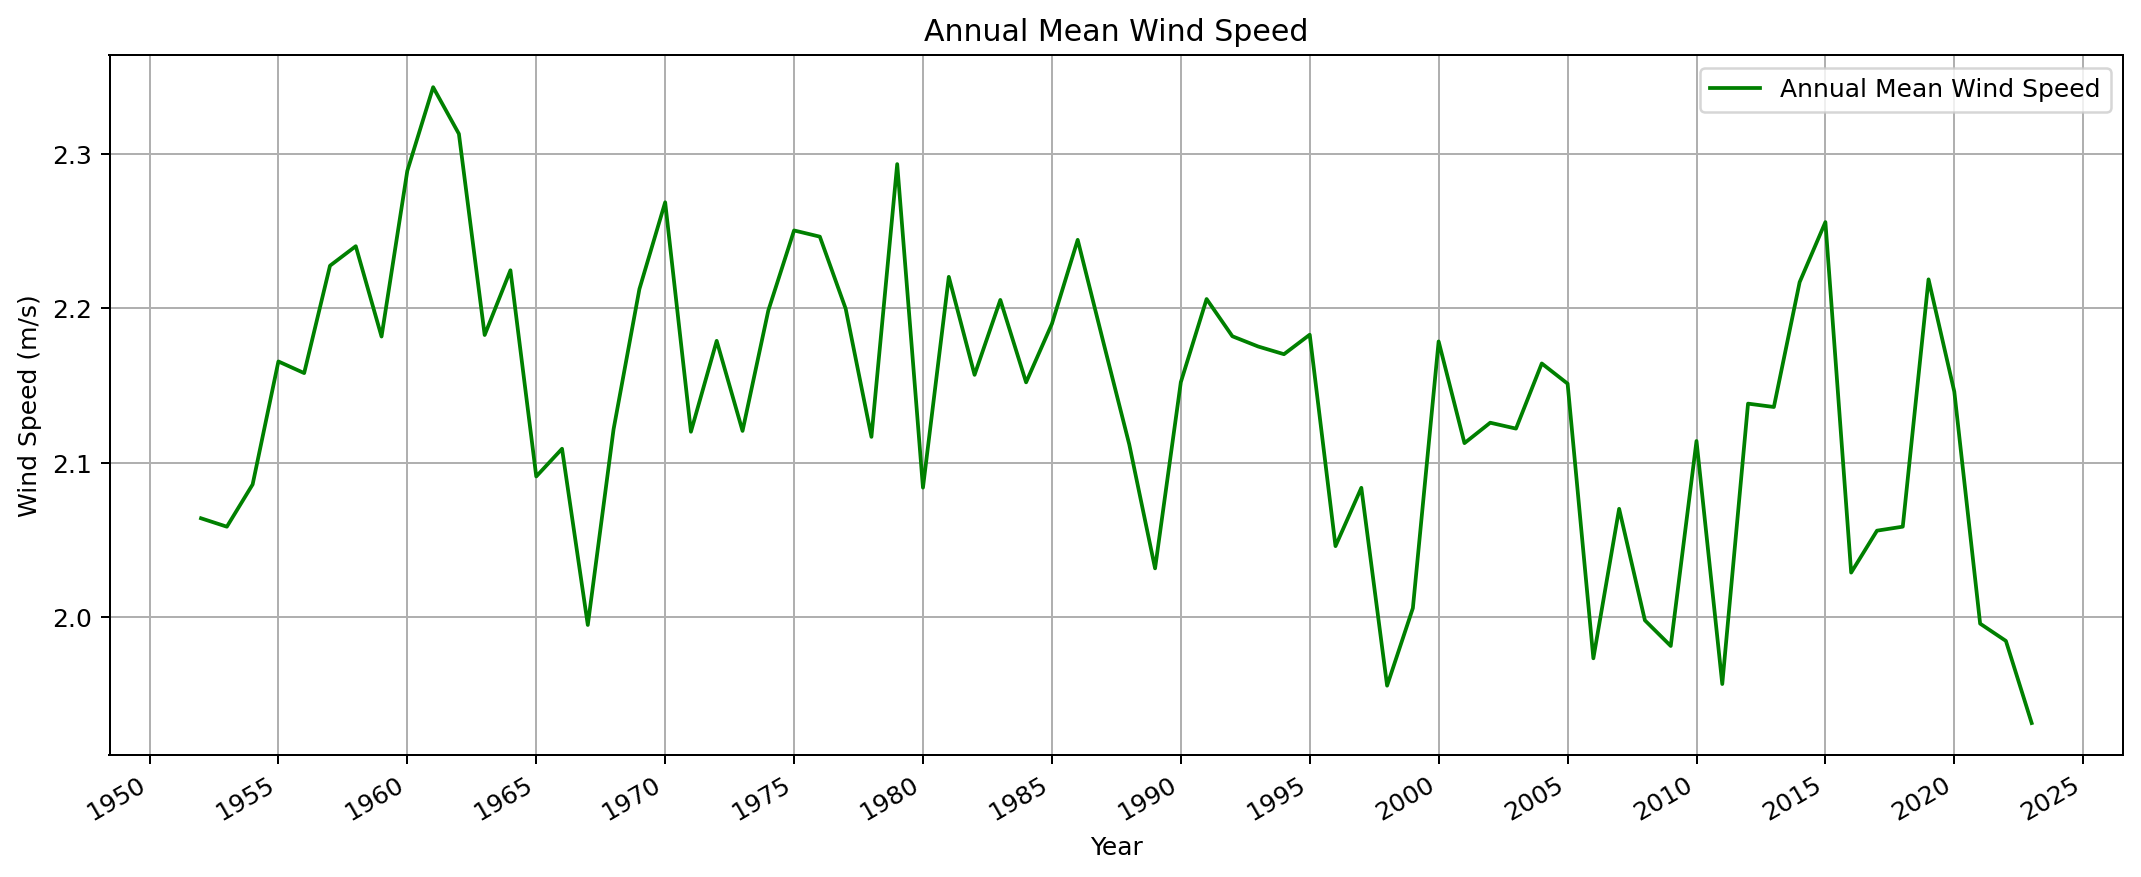 Annual Mean Wind Speed
Annual Mean Wind Speed
2.3
2.2
2.1
2.0
Wind Speed (m/s)
1950 1955 1960 1965 1970 1975 1980 1985 1990 1995 2000 2005 2010 2015 2020 2025
Year